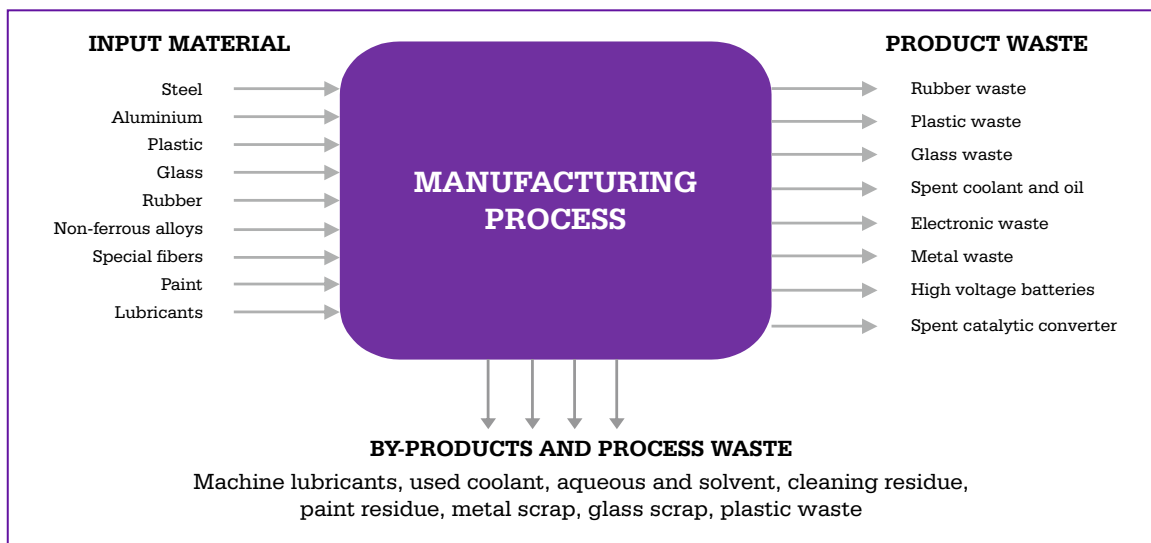 INPUT MATERIAL
Steel
Aluminium
Plastic
Glass
Rubber
Non-ferrous alloys
Special fibers
Paint
Lubricants
MANUFACTURING
PROCESS
PRODUCT WASTE
Rubber waste
Plastic waste
Glass waste
Spent coolant and oil
Electronic waste
Metal waste
High voltage batteries
Spent catalytic converter
BY-PRODUCTS AND PROCESS WASTE
Machine lubricants, used coolant, aqueous and solvent, cleaning residue,
paint residue, metal scrap, glass scrap, plastic waste